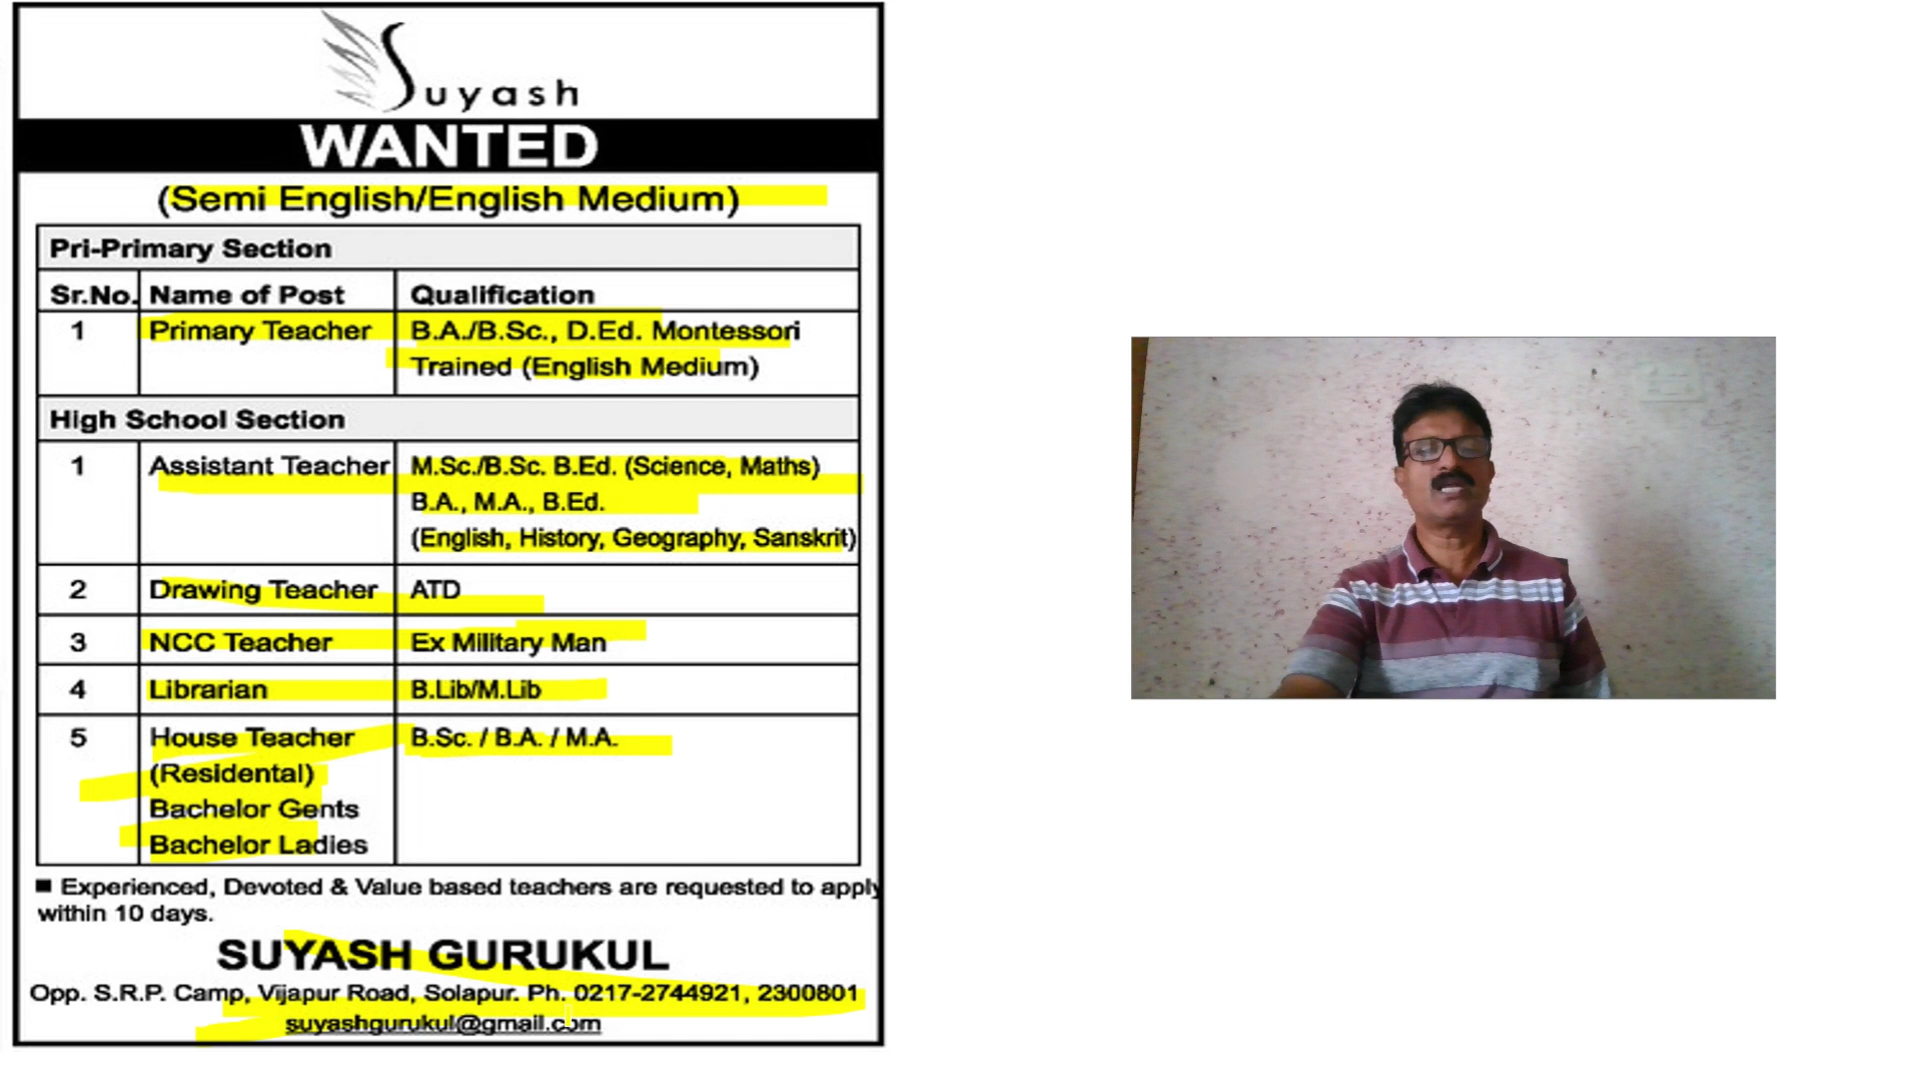 Suyash
WANTED
(Semi English/English Medium)
Pri-Primary Section
Sr.No. Name of Post Qualification
1 Primary Teacher B.A./B.Sc., D.Ed. Montessori
Trained (English Medium)
High School Section
1 Assistant Teacher M.Sc./B.Sc. B.Ed. (Science, Maths)
B.A., M.A., B.Ed.
(English, History, Geography, Sanskrit)
2 Drawing Teacher ATD
3 NCC Teacher Ex Military Man
4 Librarian B.Lib/M.Lib
5 House Teacher B.Sc. / B.A. / M.A.
(Residental)
Bachelor Gents
Bachelor Ladies
■ Experienced, Devoted & Value based teachers are requested to apply
within 10 days.
SUYASH GURUKUL
Opp. S.R.P. Camp, Vijapur Road, Solapur. Ph. 0217-2744921, 2300801
suyashgurukul@gmail.com